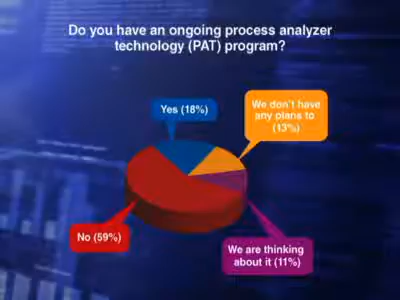 Do you have an ongoing process analyzer
technology (PAT) program?
Yes (18%)
We don't have
any plans to
(13%)
No (59%)
We are thinking
about it (11%)